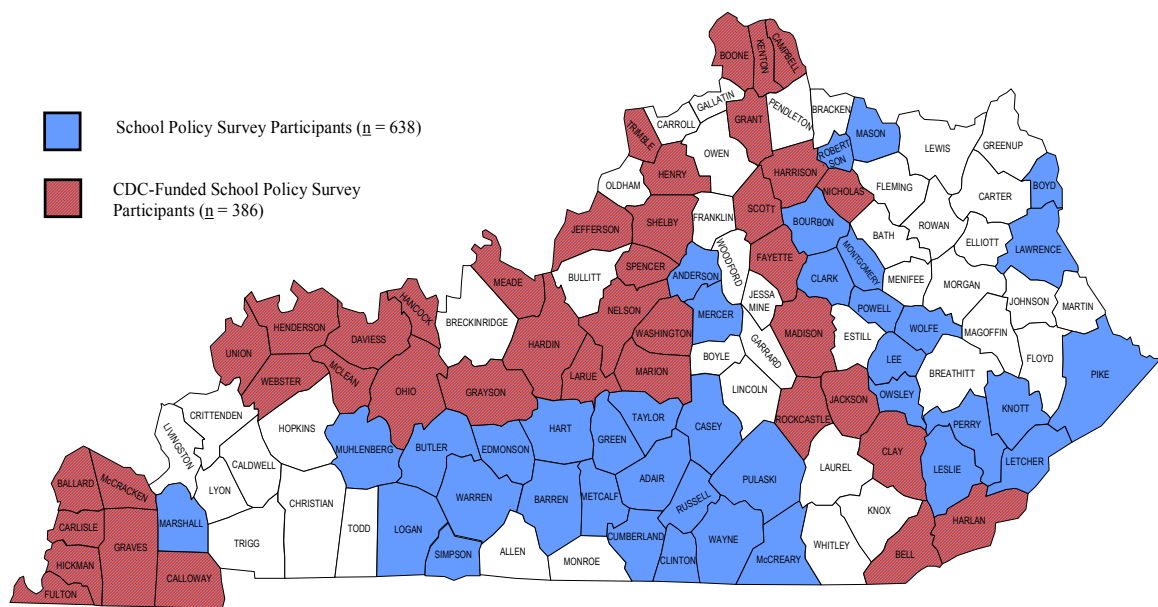 School Policy Survey Participants (n = 638)
CDC-Funded School Policy Survey
Participants (n = 386)
BOONE
KENTON
CAMPBELL
GALLATIN
CARROLL
TRIMBLE
GRANT
PENDLETON
BRACKEN
MASON
ROBERT
SON
LEWIS
GREENUP
OWEN
OLDHAM
HENRY
HARRISON
NICHOLAS
FLEMING
CARTER
BOYD
JEFFERSON
SHELBY
FRANKLIN
SCOTT
BOURBON
BATH
ROWAN
ELLIOTT
LAWRENCE
BULLITT
SPENCER
ANDERSON
WOODFORD
FAYETTE
CLARK
MONTGOMERY
MENIFEE
MORGAN
JOHNSON
MARTIN
MEADE
BRECKINRIDGE
HANCOCK
NELSON
MERCER
JESSA
MINE
MADISON
POWELL
ESTILL
WOLFE
MAGOFFIN
FLOYD
PIKE
HENDERSON
DAVIESS
UNION
WEBSTER
MCLEAN
OHIO
GRAYSON
HARDIN
LARUE
WASHINGTON
MARION
BOYLE
GARRARD
LINCOLN
LEE
BREATHITT
OWSLEY
KNOTT
PERRY
JACKSON
ROCKCASTLE
CRITTENDEN
LIVINGSTON
HOPKINS
MUHLENBERG
BUTLER
EDMONSON
HART
GREEN
TAYLOR
CASEY
PULASKI
LAUREL
CLAY
LESLIE
LETCHER
BALLARD
McCRACKEN
CALDWELL
LYON
CHRISTIAN
WARREN
BARREN
METCALF
ADAIR
RUSSELL
KNOX
HARLAN
CARLISLE
GRAVES
MARSHALL
TRIGG
TODD
LOGAN
SIMPSON
ALLEN
MONROE
CUMBERLAND
CLINTON
WAYNE
McCREARY
WHITLEY
BELL
HICKMAN
FULTON
CALLOWAY